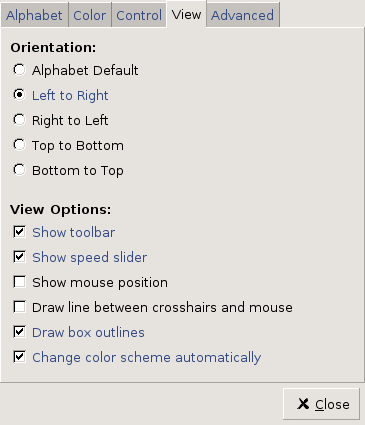 Alphabet Color Control View Advanced
Orientation:
Alphabet Default
Left to Right
Right to Left
Top to Bottom
Bottom to Top
View Options:
Show toolbar
Show speed slider
Show mouse position
Draw line between crosshairs and mouse
Draw box outlines
Change color scheme automatically
Close